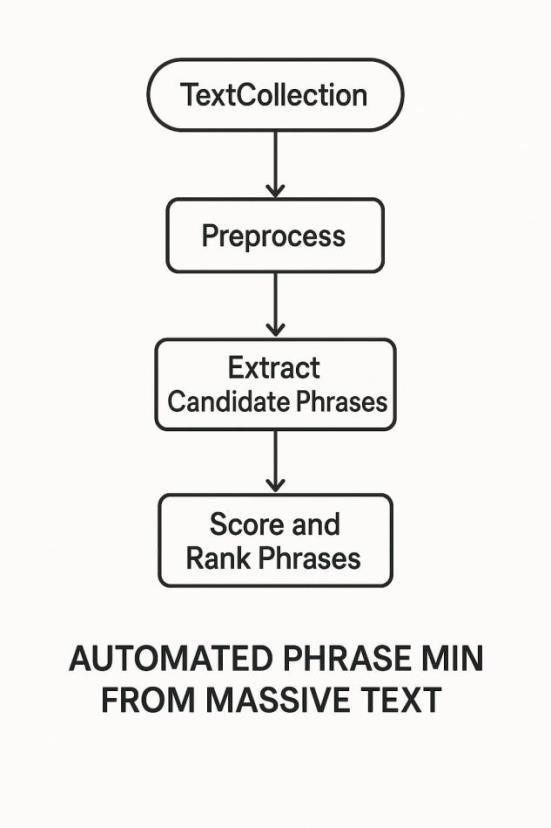 TextCollection
Preprocess
Extract
Candidate Phrases
Score and
Rank Phrases
AUTOMATED PHRASE MIN
FROM MASSIVE TEXT